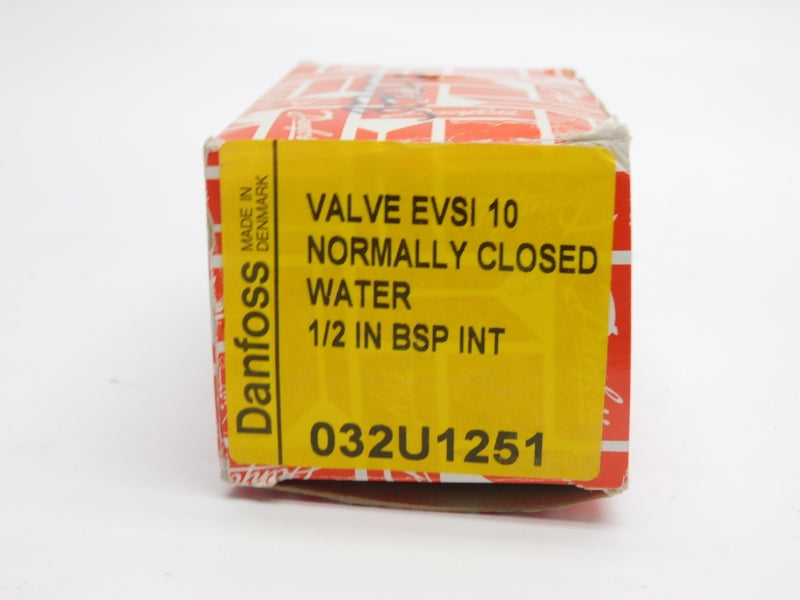 Danfoss
MADE IN
DENMARK
VALVE EVSI 10
NORMALLY CLOSED
WATER
1/2 IN BSP INT
032U1251